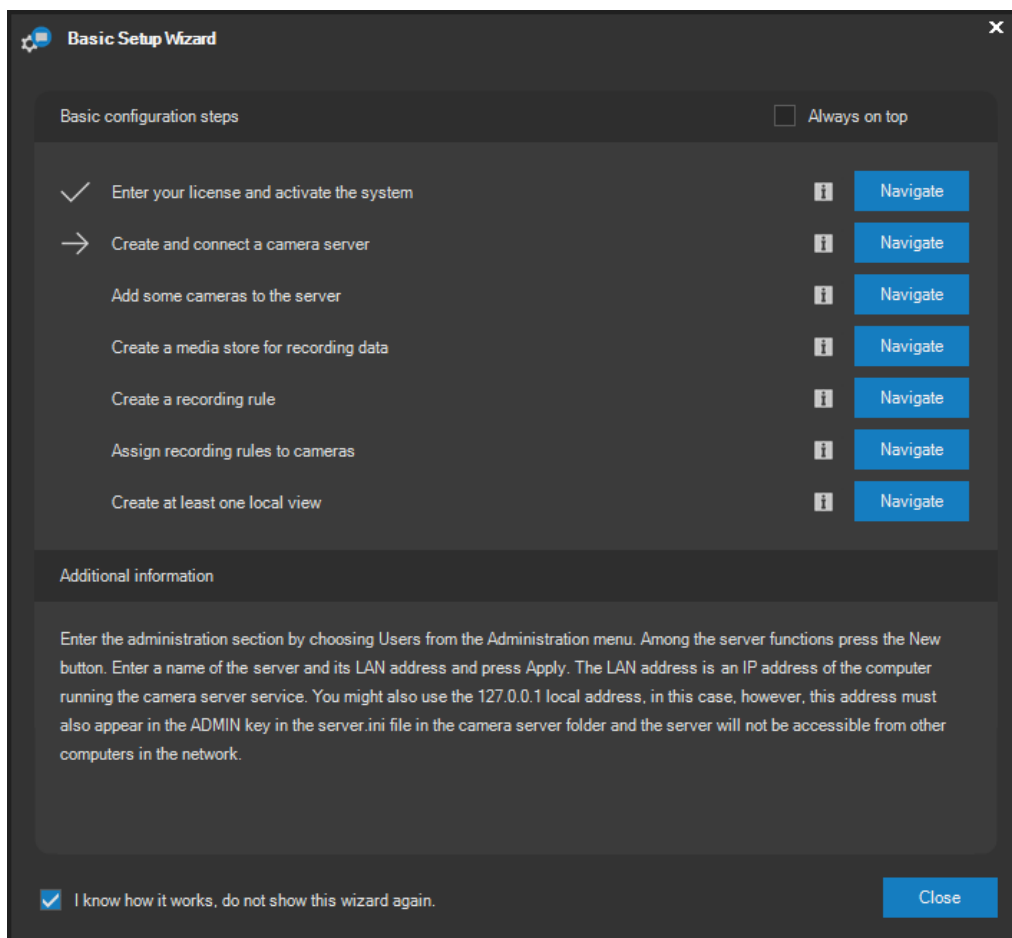 Basic Setup Wizard
Basic configuration steps
Always on top
Enter your license and activate the system
Navigate
Create and connect a camera server
Navigate
Add some cameras to the server
Navigate
Create a media store for recording data
Navigate
Create a recording rule
Navigate
Assign recording rules to cameras
Navigate
Create at least one local view
Navigate
Additional information
Enter the administration section by choosing Users from the Administration menu. Among the server functions press the New
button. Enter a name of the server and its LAN address and press Apply. The LAN address is an IP address of the computer
running the camera server service. You might also use the 127.0.0.1 local address, in this case, however, this address must
also appear in the ADMIN key in the server.ini file in the camera server folder and the server will not be accessible from other
computers in the network.
I know how it works, do not show this wizard again.
Close